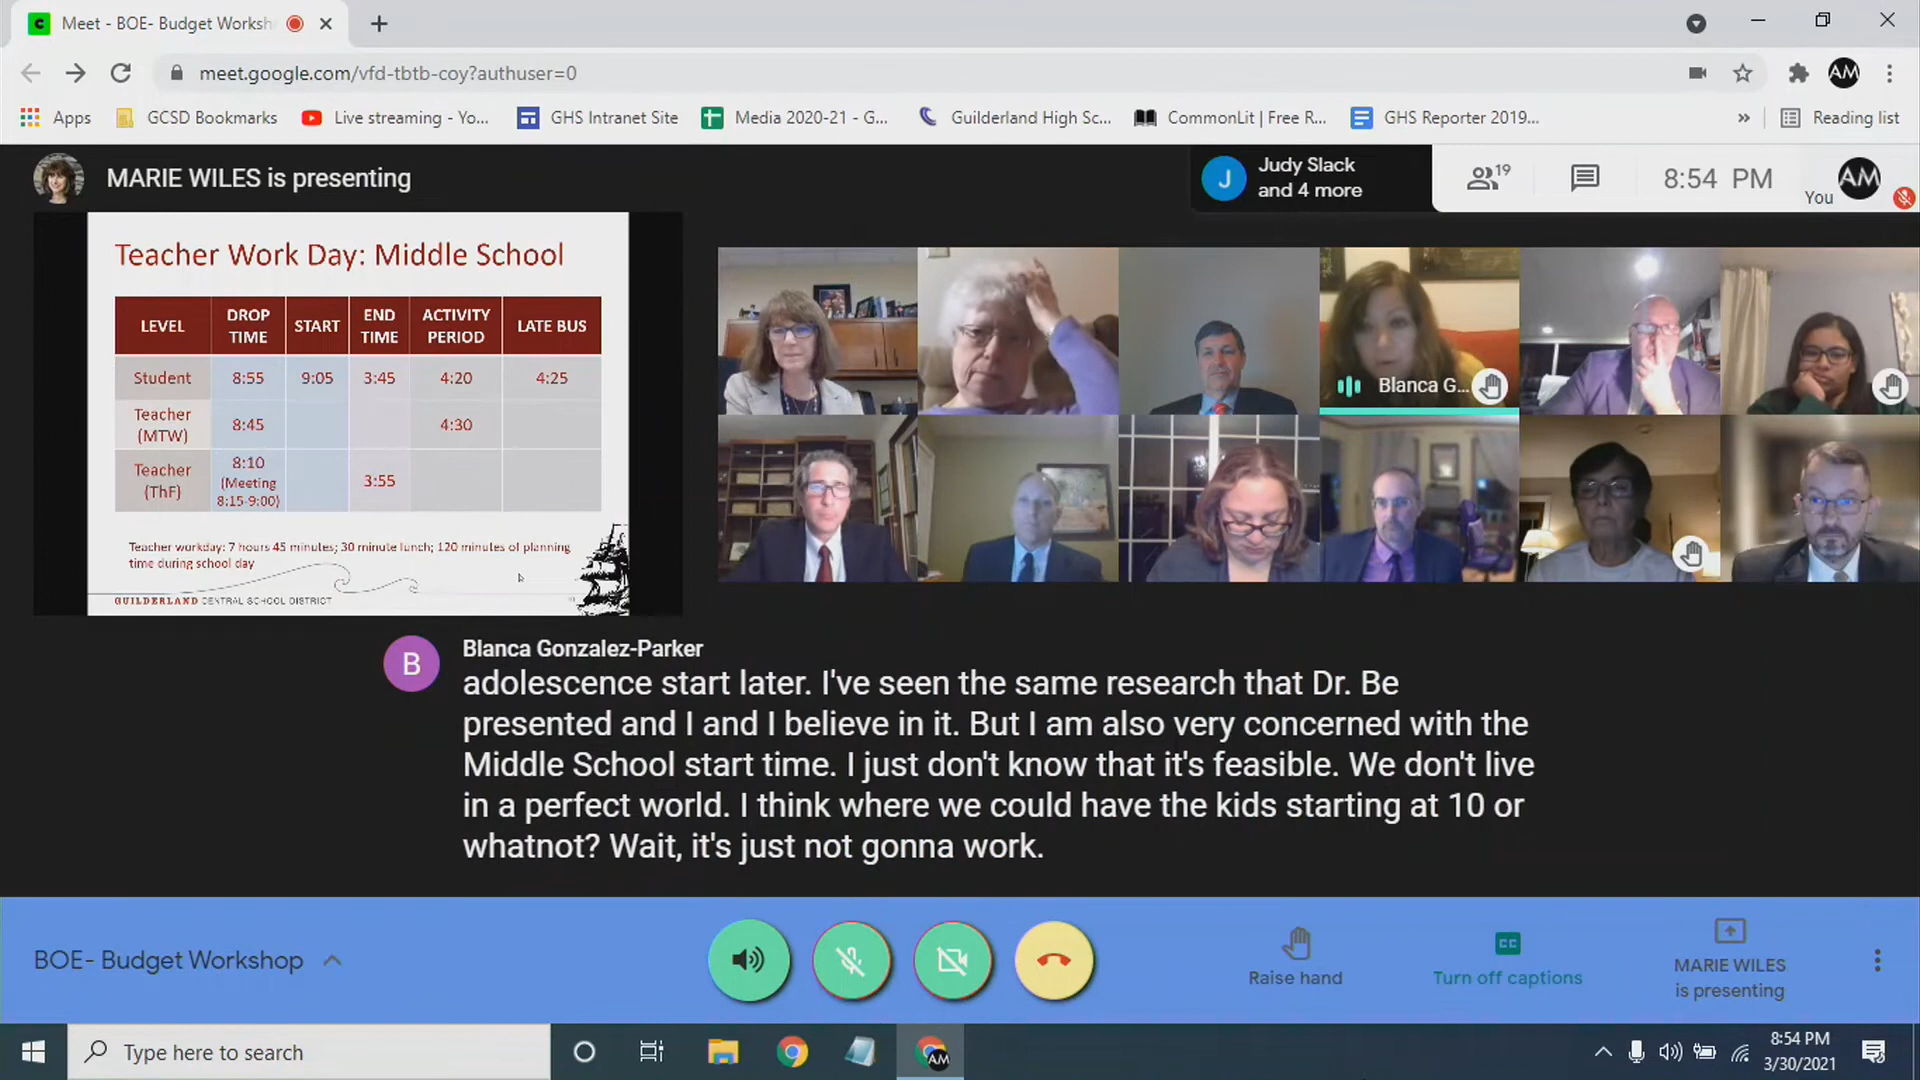 Meet - BOE- Budget Worksh
meet.google.com/vfd-tbtb-coy?authuser=0
AM
Apps
GCSD Bookmarks
Live streaming - Yo...
GHS Intranet Site
Media 2020-21 - G...
Guilderland High Sc...
CommonLit | Free R...
GHS Reporter 2019...
»
Reading list
MARIE WILES is presenting
J
Judy Slack
and 4 more
19
8:54 PM
You
AM
Teacher Work Day: Middle School
LEVEL
DROP
TIME
START
END
TIME
ACTIVITY
PERIOD
LATE BUS
Student
8:55
9:05
3:45
4:20
4:25
Teacher
(MTW)
8:45
4:30
Teacher
(ThF)
8:10
(Meeting
8:15-9:00)
3:55
Teacher workday: 7 hours 45 minutes; 30 minute lunch; 120 minutes of planning
time during school day
GUILDERLAND CENTRAL SCHOOL DISTRICT
Blanca G...
B
Blanca Gonzalez-Parker
adolescence start later. I've seen the same research that Dr. Be
presented and I and I believe in it. But I am also very concerned with the
Middle School start time. I just don't know that it's feasible. We don't live
in a perfect world. I think where we could have the kids starting at 10 or
whatnot? Wait, it's just not gonna work.
BOE- Budget Workshop
Raise hand
CC
Turn off captions
MARIE WILES
is presenting
Type here to search
AM
8:54 PM
3/30/2021